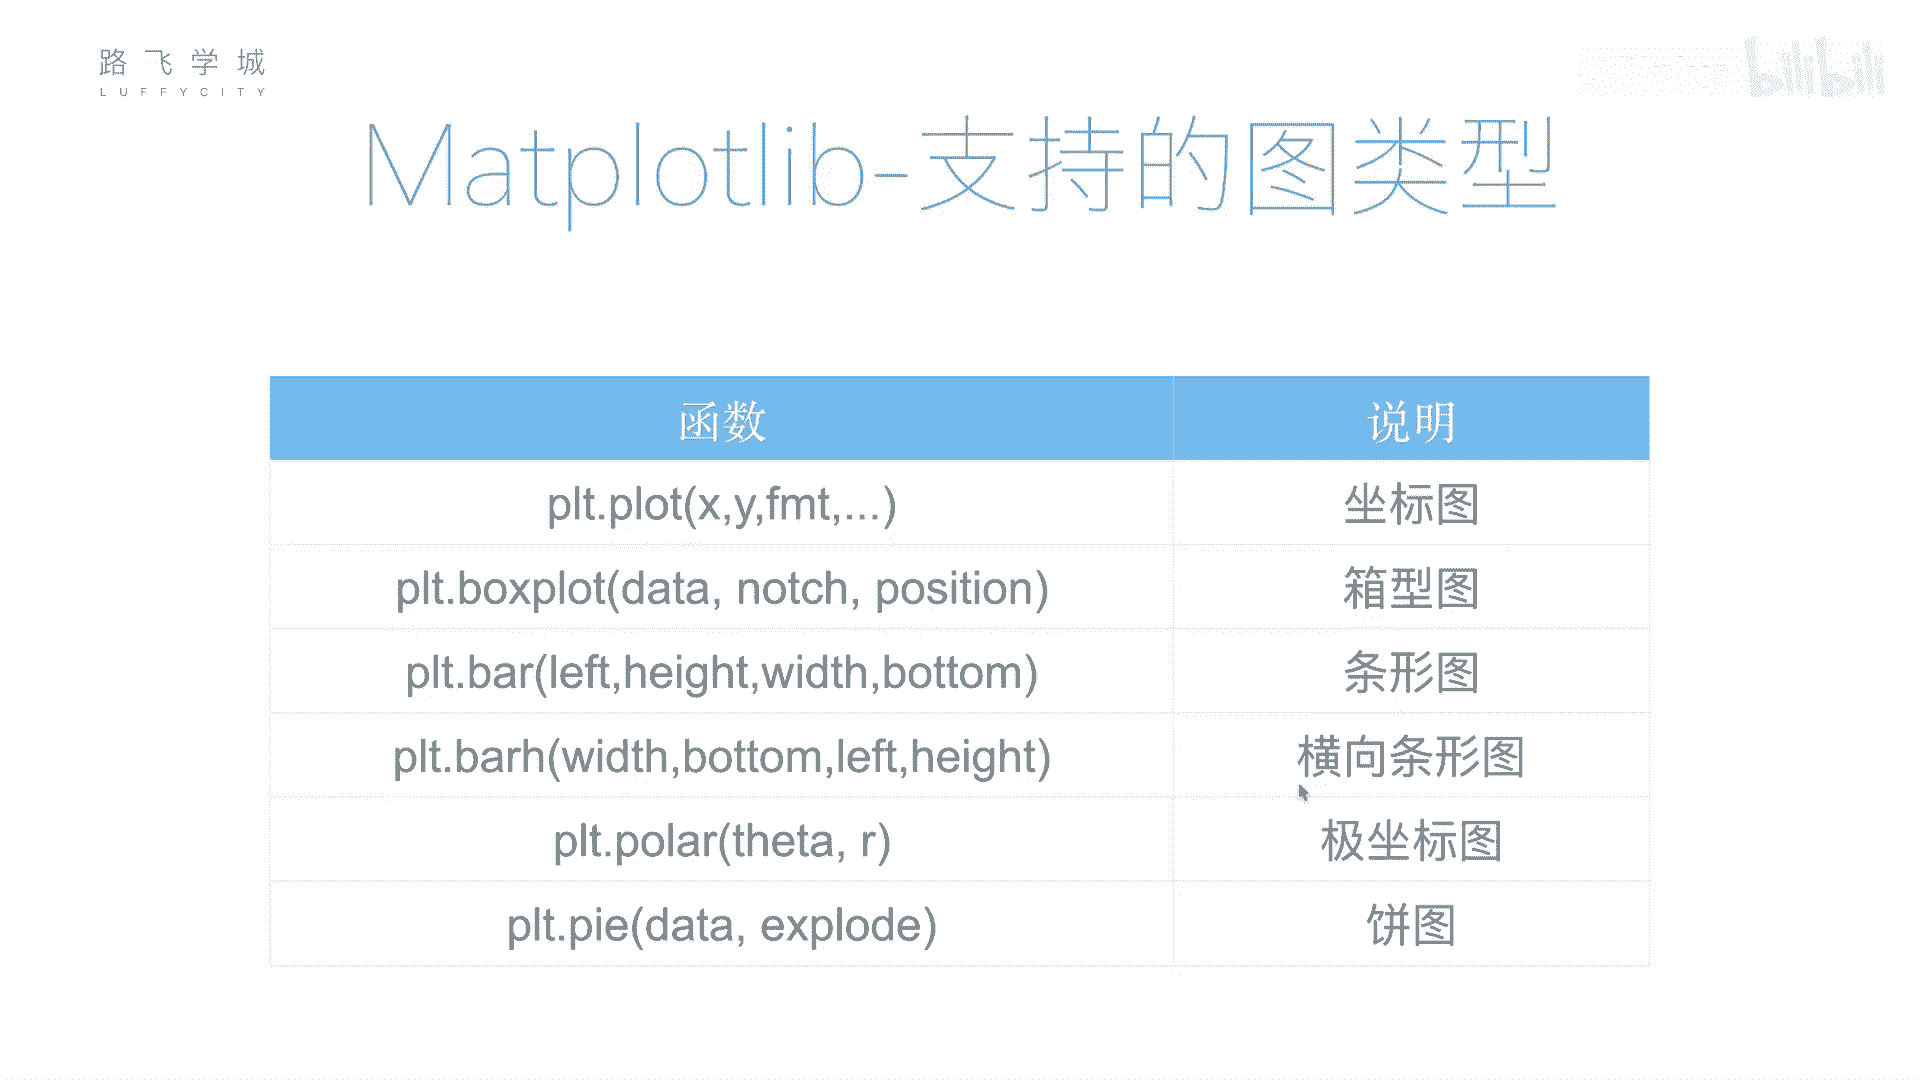 路飞学城
LUFFYCITY
bilibili
Matplotlib-支持的图类型
函数 说明
plt.plot(x,y,fmt,...) 坐标图
plt.boxplot(data, notch, position) 箱型图
plt.bar(left,height,width,bottom) 条形图
plt.barh(width,bottom,left,height) 横向条形图
plt.polar(theta, r) 极坐标图
plt.pie(data, explode) 饼图